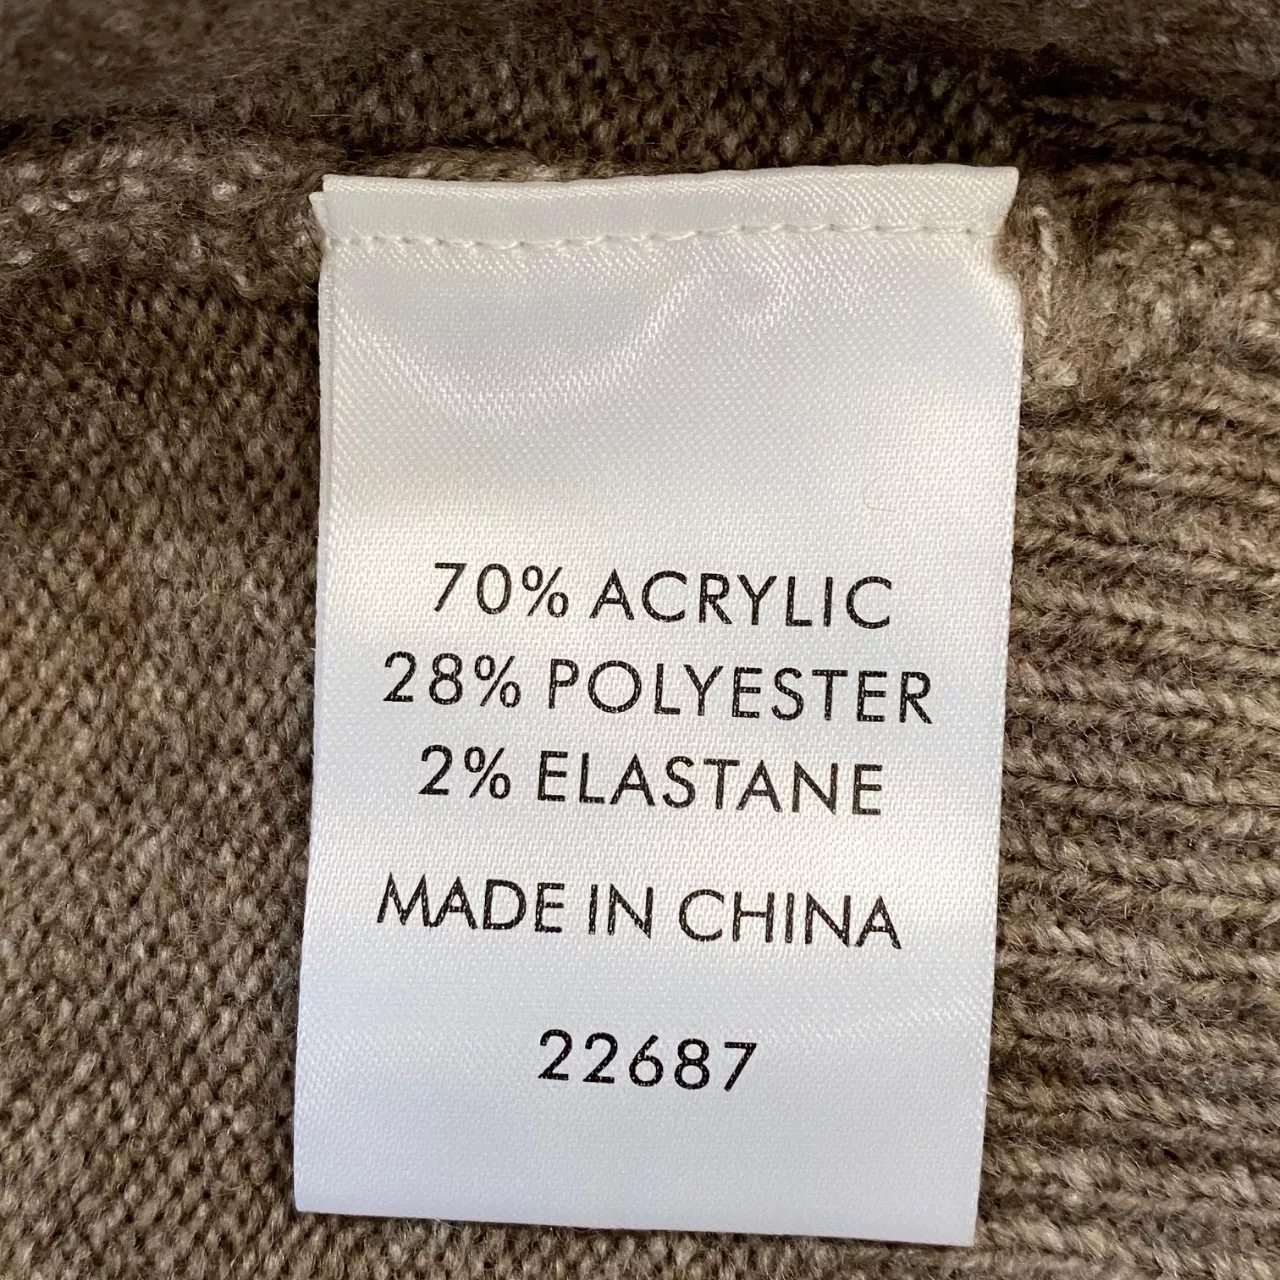 70% ACRYLIC
28% POLYESTER
2% ELASTANE
MADE IN CHINA
22687